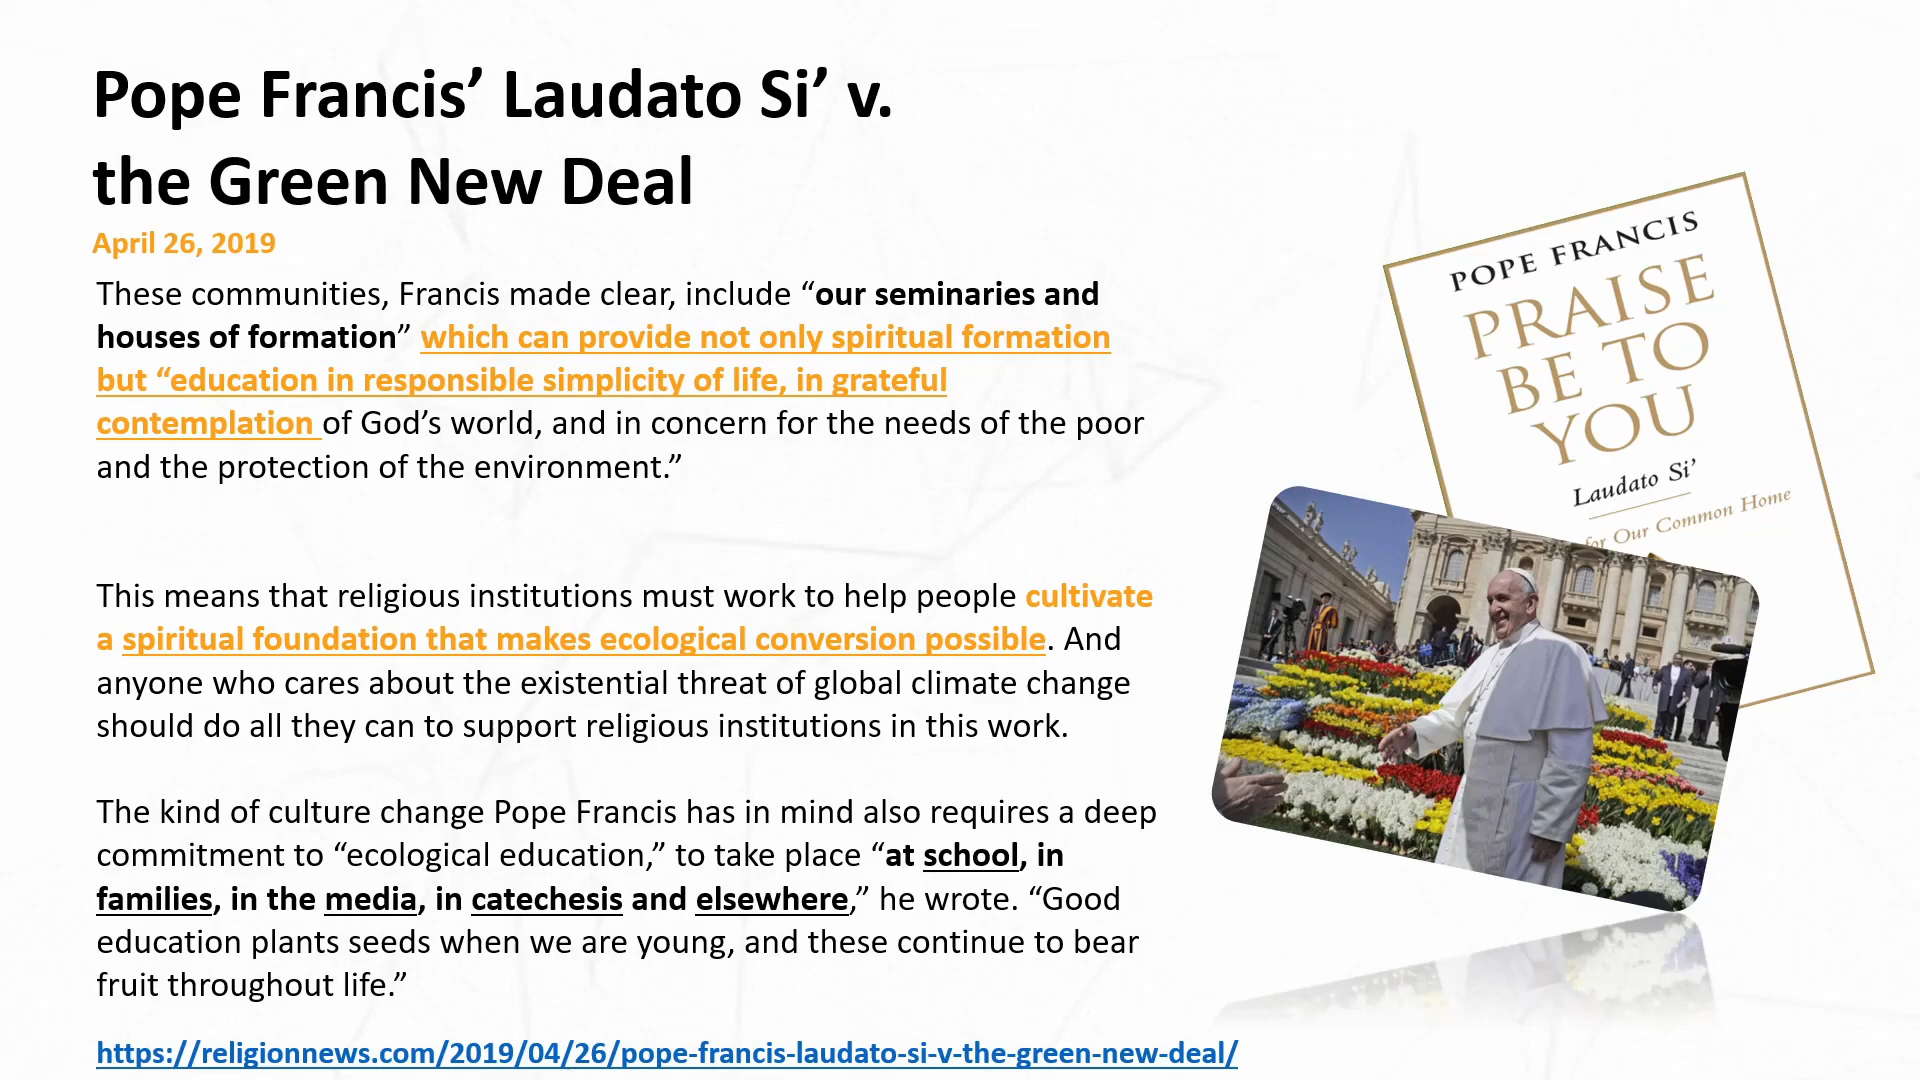 Pope Francis’ Laudato Si’ v.
the Green New Deal
April 26, 2019
These communities, Francis made clear, include “our seminaries and
houses of formation” which can provide not only spiritual formation
but “education in responsible simplicity of life, in grateful
contemplation of God’s world, and in concern for the needs of the poor
and the protection of the environment.”
This means that religious institutions must work to help people cultivate
a spiritual foundation that makes ecological conversion possible. And
anyone who cares about the existential threat of global climate change
should do all they can to support religious institutions in this work.
The kind of culture change Pope Francis has in mind also requires a deep
commitment to “ecological education,” to take place “at school, in
families, in the media, in catechesis and elsewhere,” he wrote. “Good
education plants seeds when we are young, and these continue to bear
fruit throughout life.”
https://religionnews.com/2019/04/26/pope-francis-laudato-si-v-the-green-new-deal/
POPE FRANCIS
PRAISE
BE TO
YOU
Laudato Si’
for Our Common Home